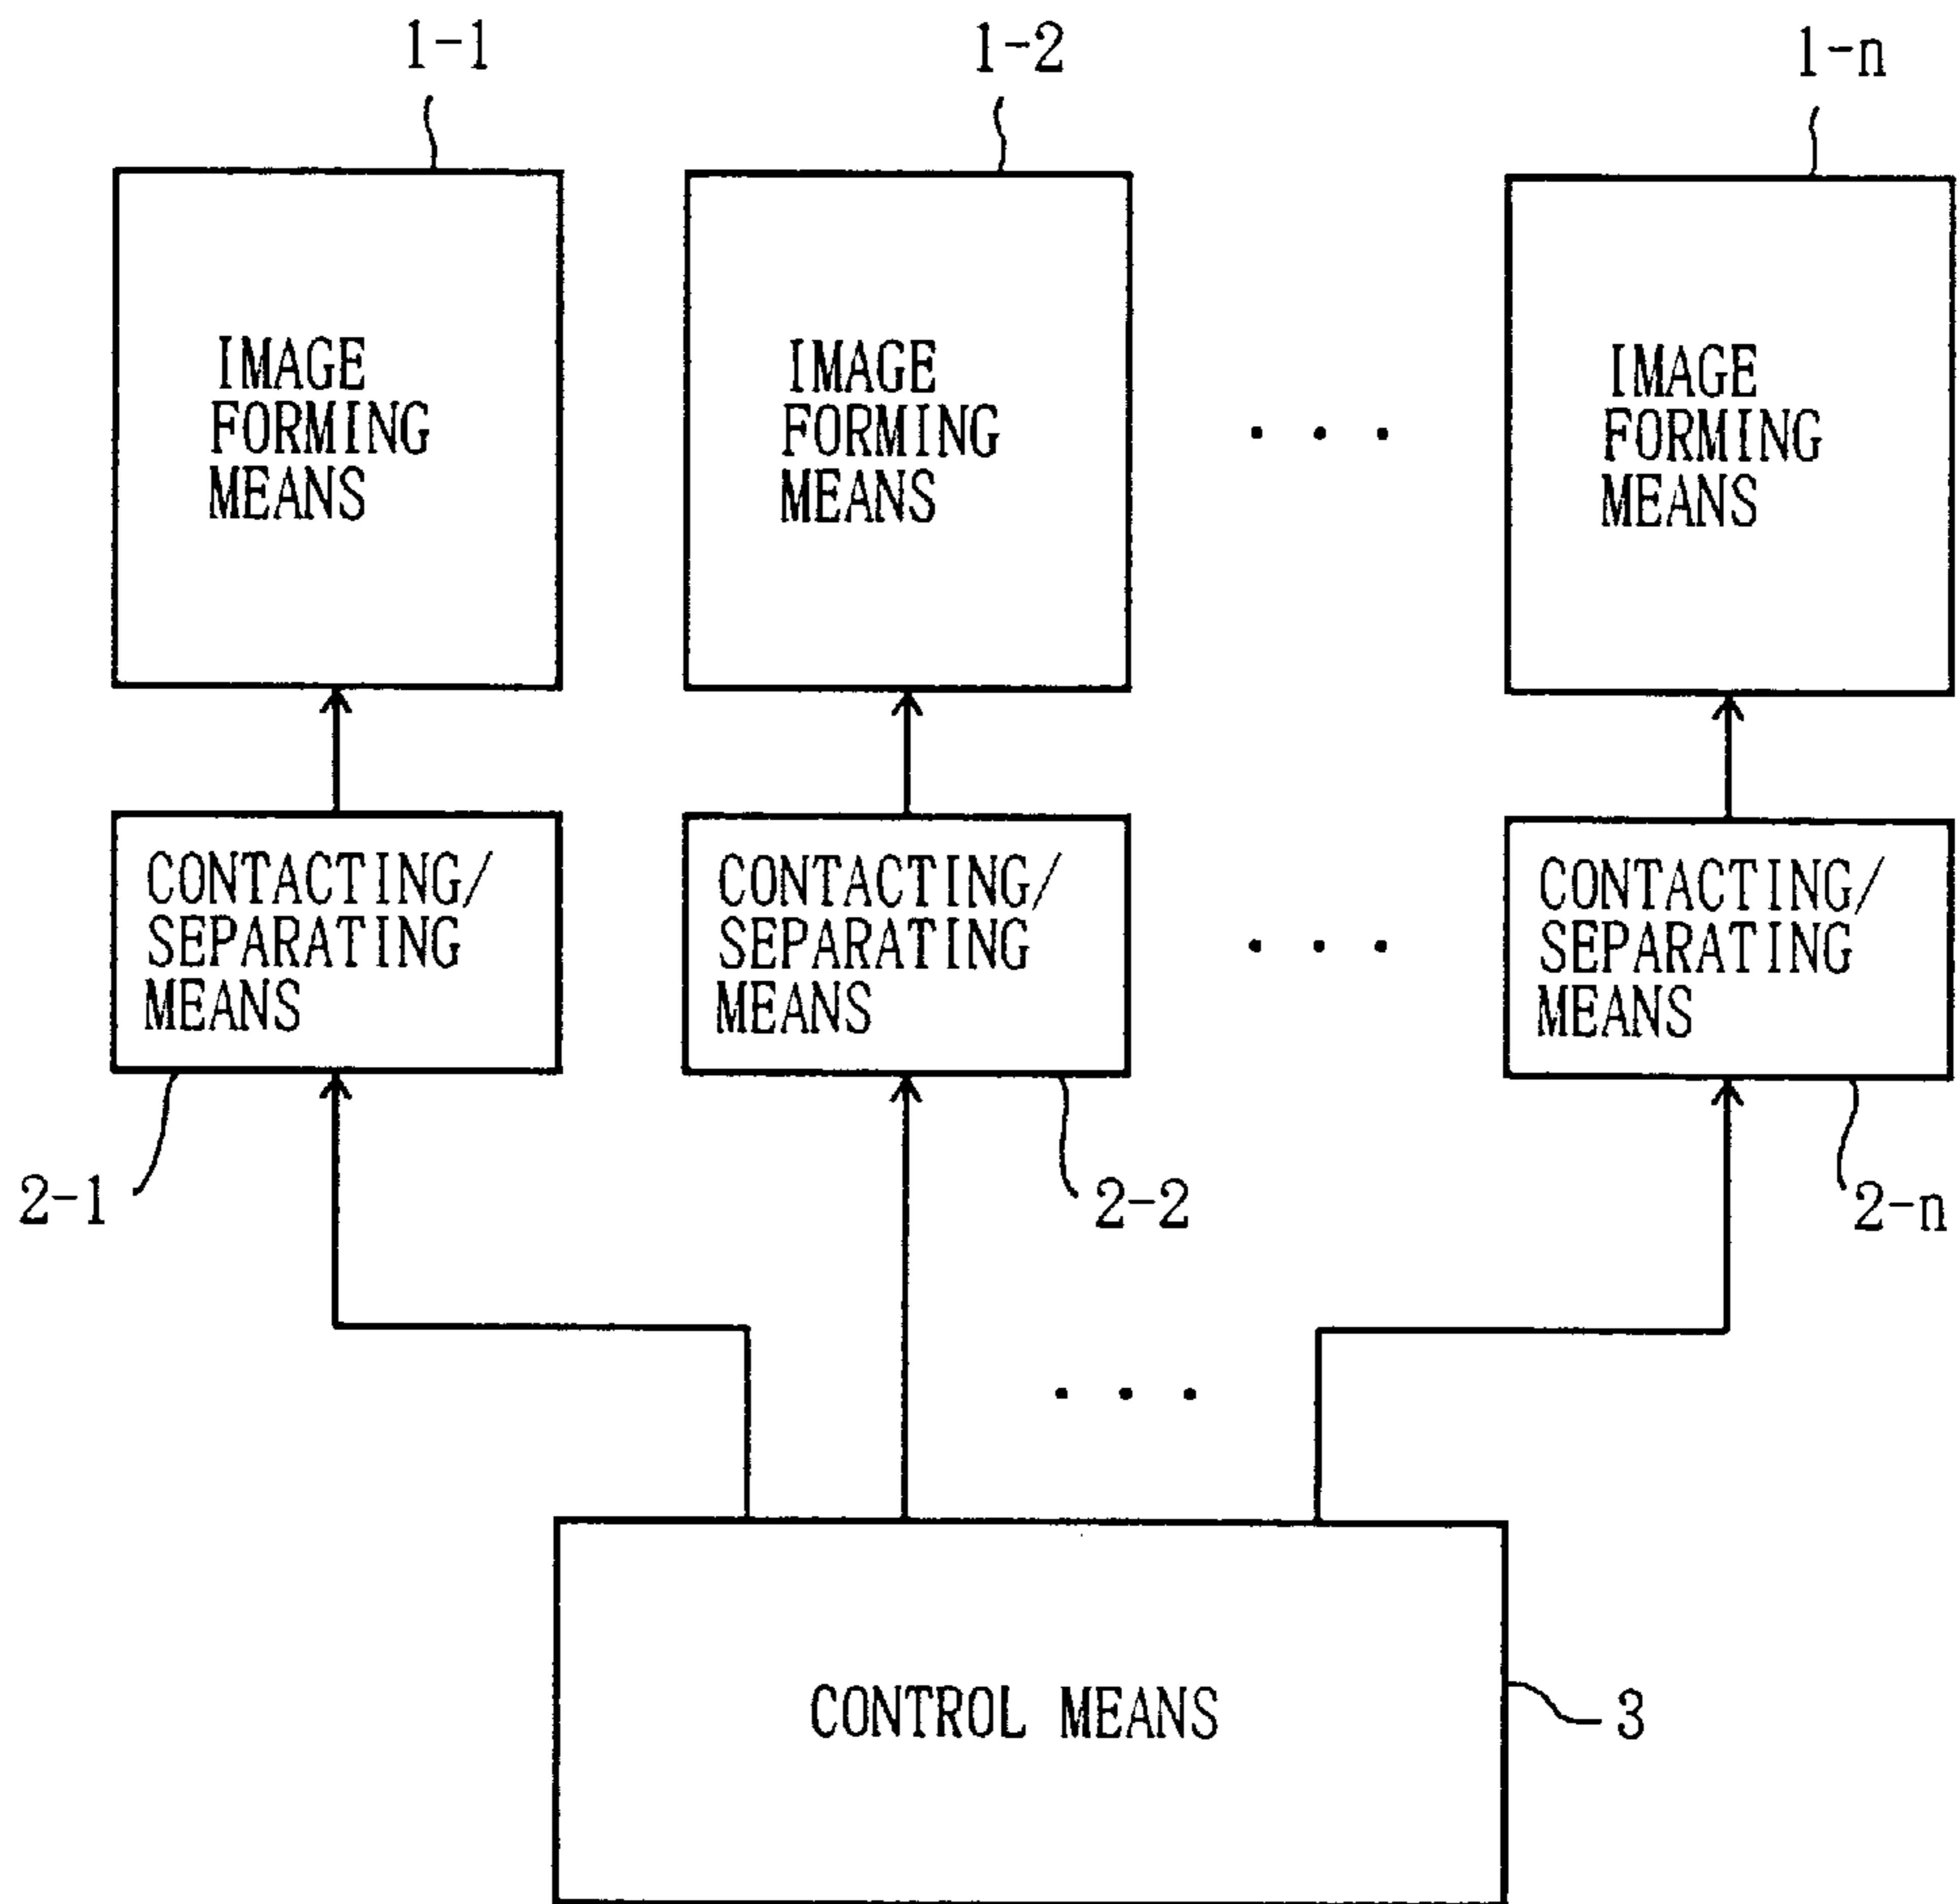 1-1
1-2
1-n
IMAGE
FORMING
MEANS
IMAGE
FORMING
MEANS
. . .
IMAGE
FORMING
MEANS
CONTACTING/
SEPARATING
MEANS
CONTACTING/
SEPARATING
MEANS
. . .
CONTACTING/
SEPARATING
MEANS
2-1
2-2
2-n
. . .
CONTROL MEANS
3